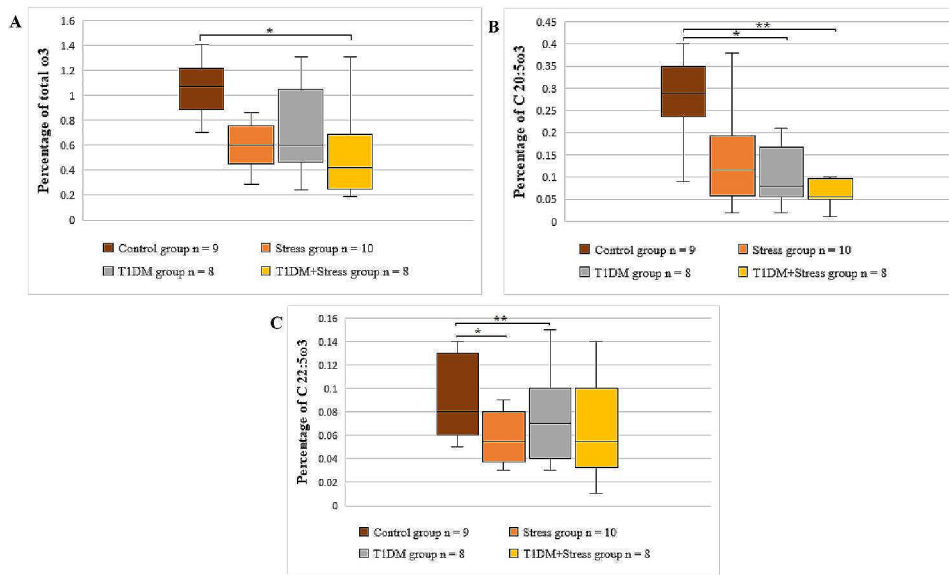 A
*
Percentage of total ω3
1.6
1.4
1.2
1
0.8
0.6
0.4
0.2
0
Control group n = 9
Stress group n = 10
T1DM group n = 8
T1DM+Stress group n = 8
B
**
*
Percentage of C 20:5ω3
0.45
0.4
0.35
0.3
0.25
0.2
0.15
0.1
0.05
0
Control group n = 9
Stress group n = 10
T1DM group n = 8
T1DM+Stress group n = 8
C
**
*
Percentage of C 22:5ω3
0.16
0.14
0.12
0.1
0.08
0.06
0.04
0.02
0
Control group n = 9
Stress group n = 10
T1DM group n = 8
T1DM+Stress group n = 8